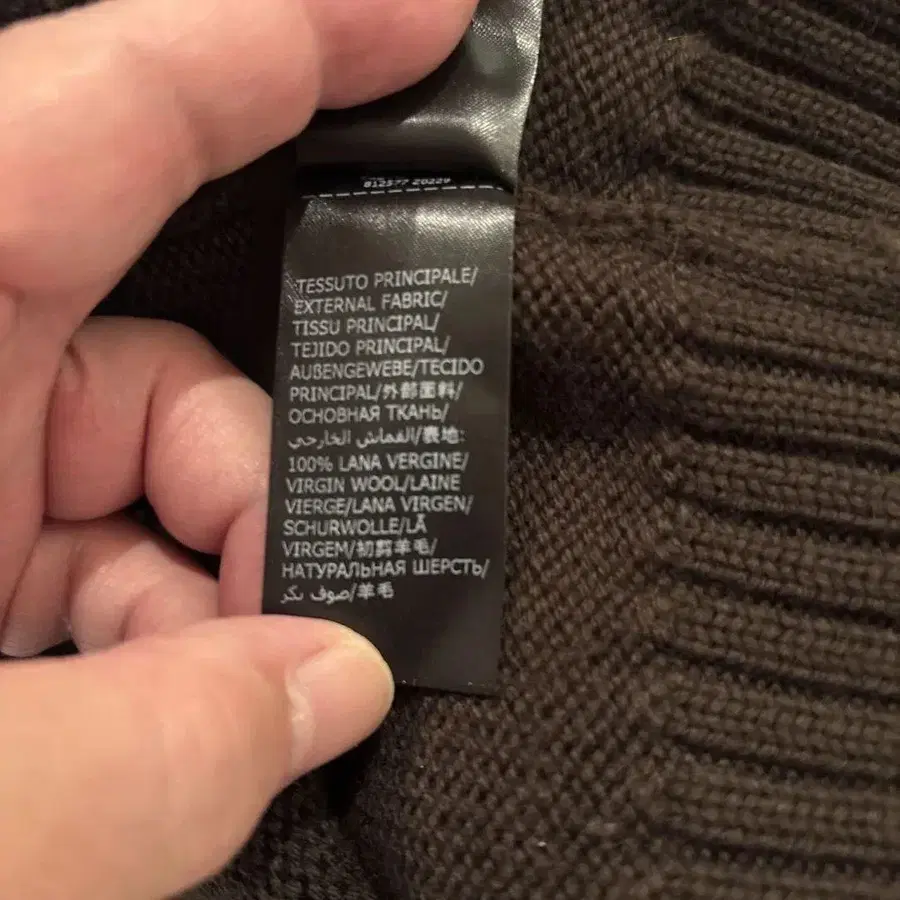 812577 20229
TESSUTO PRINCIPALE/
EXTERNAL FABRIC/
TISSU PRINCIPAL/
TEJIDO PRINCIPAL/
AUßENGEWEBE/TECIDO
PRINCIPAL/外部面料/
ОСНОВНАЯ ТКАНЬ/
القماش الخارجي/表地:
100% LANA VERGINE/
VIRGIN WOOL/LAINE
VIERGE/LANA VIRGEN/
SCHURWOLLE/LÃ
VIRGEM/初剪羊毛/
НАТУРАЛЬНАЯ ШЕРСТЬ/
صوف بكر/羊毛